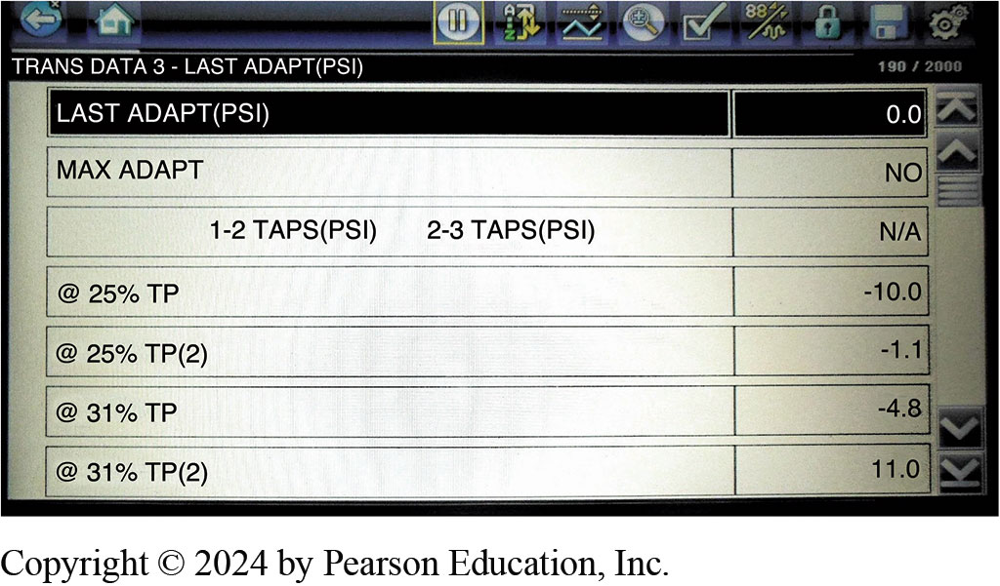 TRANS DATA 3 - LAST ADAPT(PSI) 190 / 2000
LAST ADAPT(PSI) 0.0
MAX ADAPT NO
1-2 TAPS(PSI) 2-3 TAPS(PSI) N/A
@ 25% TP -10.0
@ 25% TP(2) -1.1
@ 31% TP -4.8
@ 31% TP(2) 11.0
Copyright © 2024 by Pearson Education, Inc.